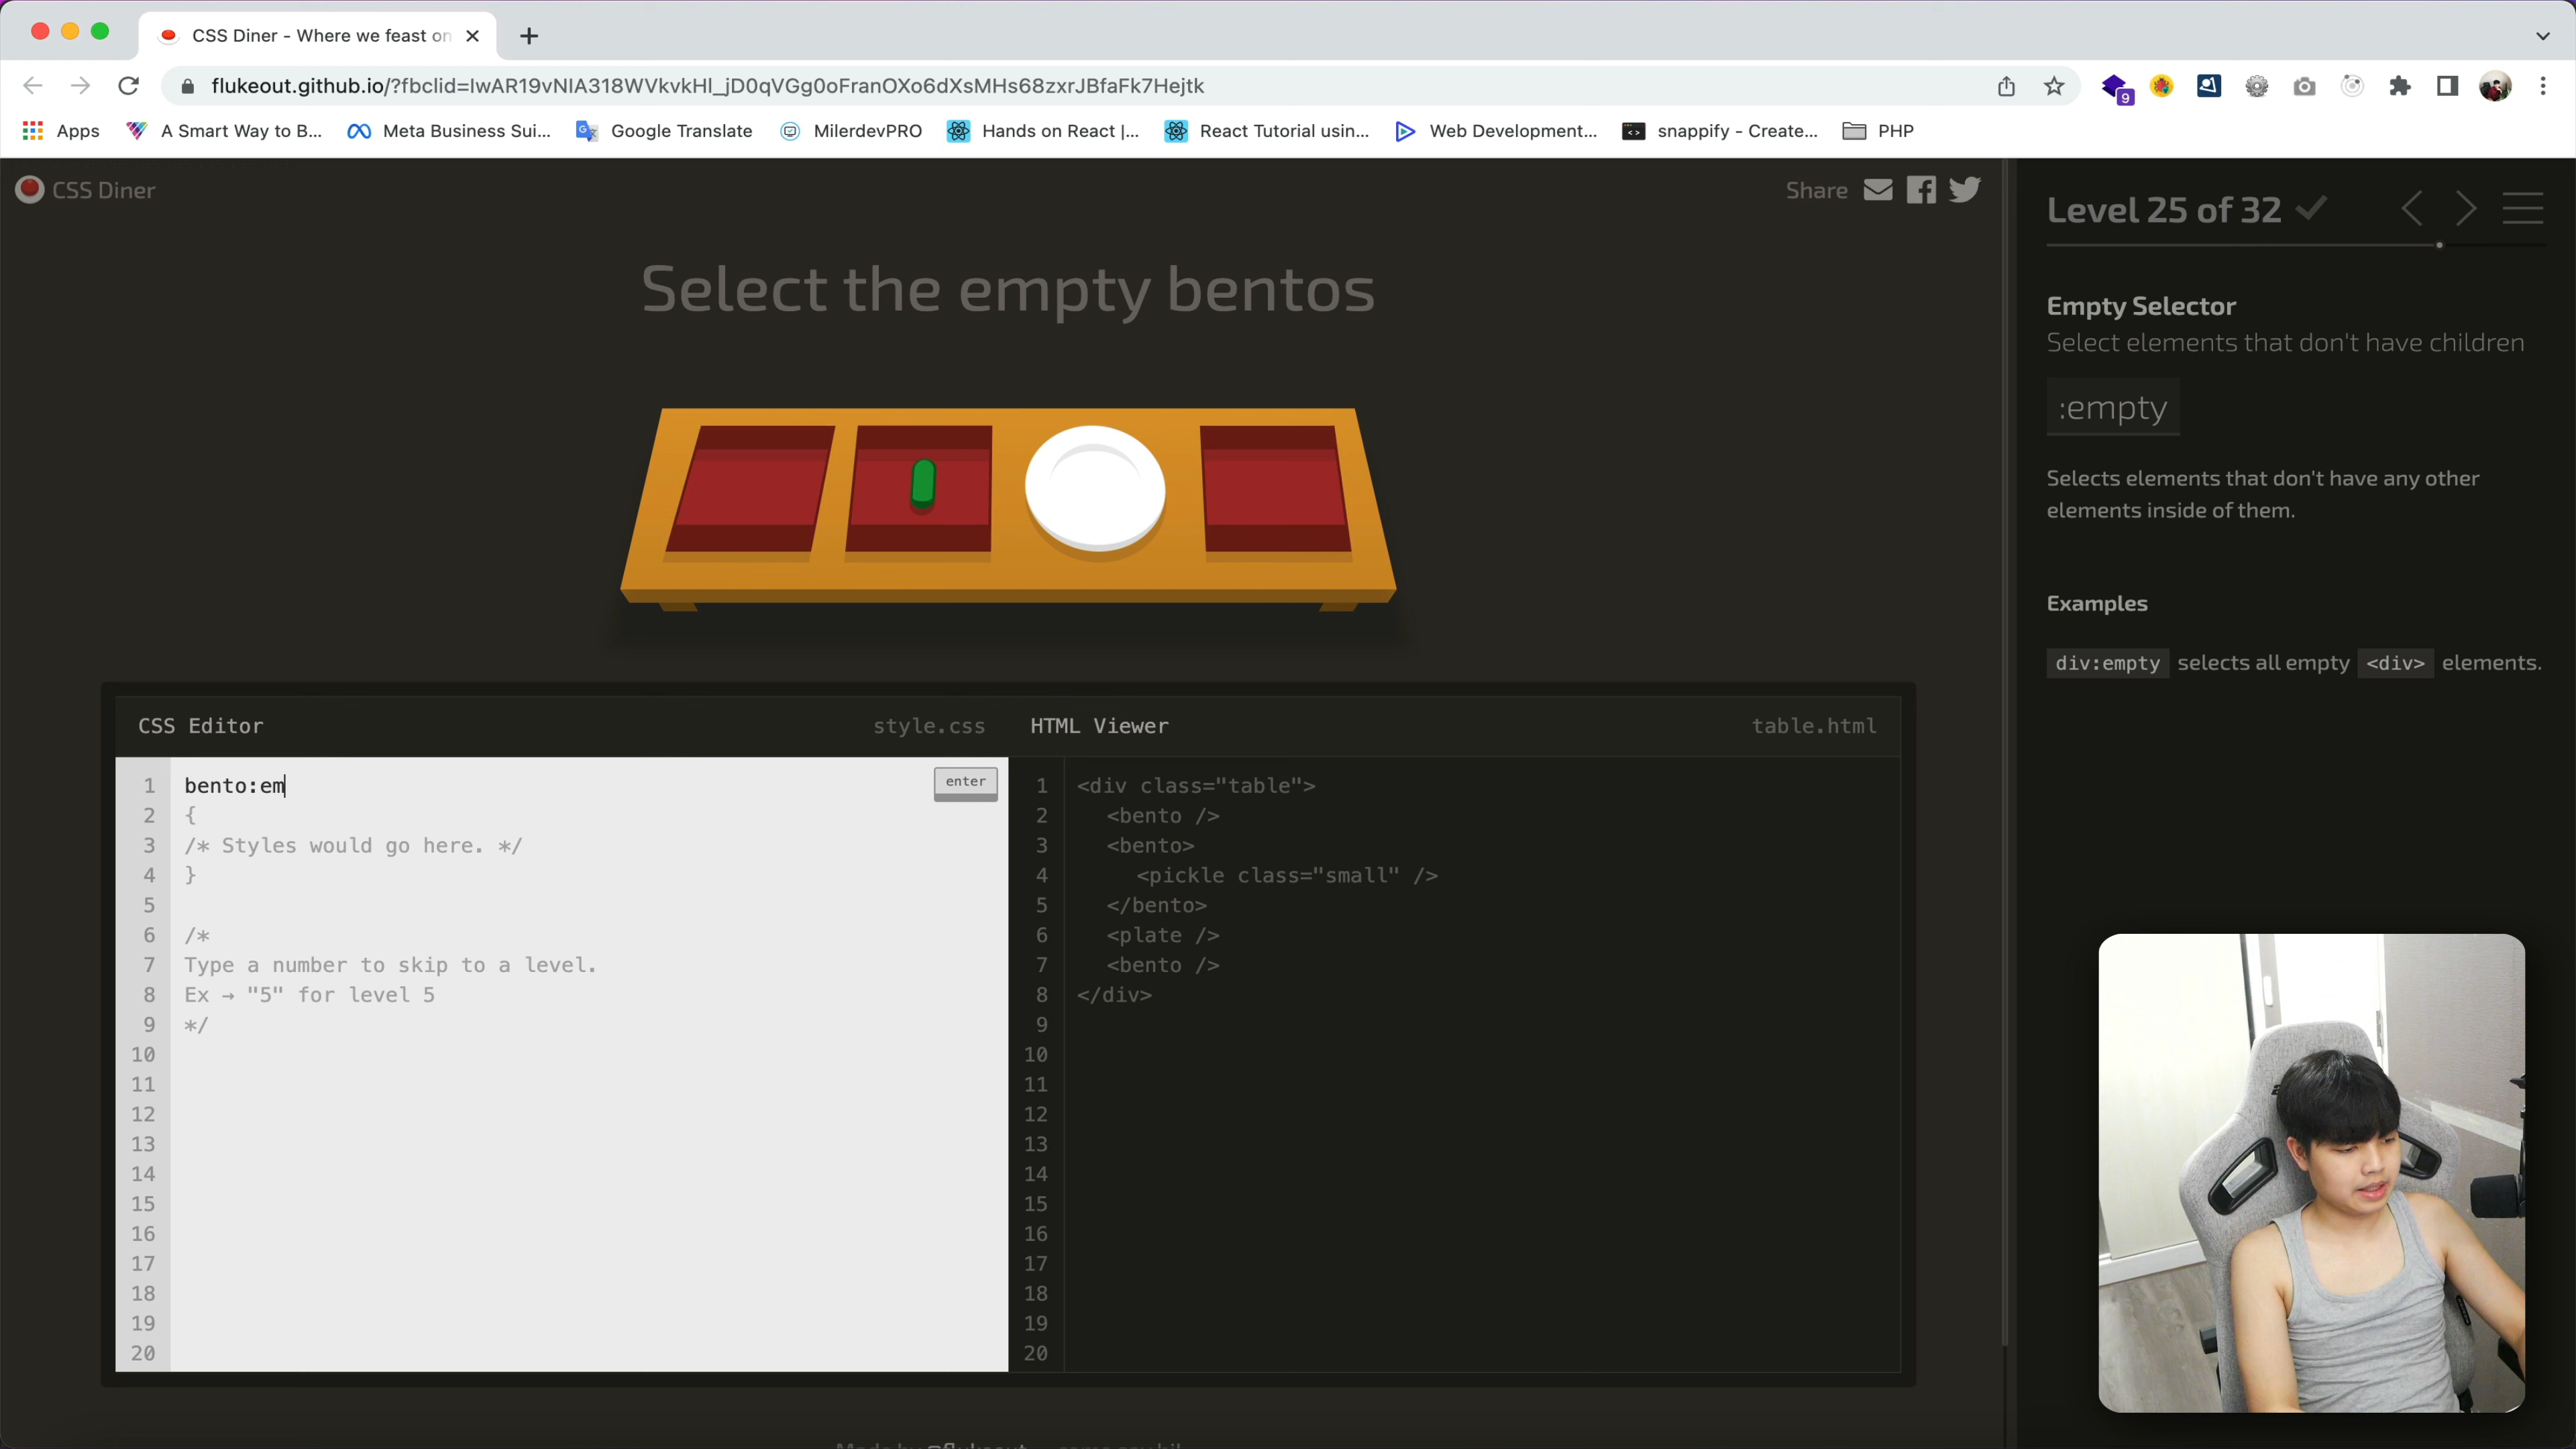 CSS Diner - Where we feast on
flukeout.github.io/?fbclid=IwAR19vNIA318WVkvkHl_jD0qVGg0oFranOXo6dXsMHs68zxrJBfaFk7Hejtk
9
Apps
A Smart Way to B...
Meta Business Sui...
Google Translate
MilerdevPRO
Hands on React |...
React Tutorial usin...
Web Development...
snappify - Create...
PHP
CSS Diner
Share
Select the empty bentos
CSS Editor
style.css
1 bento:em
enter
2 {
3 /* Styles would go here. */
4 }
5
6 /*
7 Type a number to skip to a level.
8 Ex → "5" for level 5
9 */
10
11
12
13
14
15
16
17
18
19
20
HTML Viewer
table.html
1 <div class="table">
2 <bento />
3 <bento>
4 <pickle class="small" />
5 </bento>
6 <plate />
7 <bento />
8 </div>
9
10
11
12
13
14
15
16
17
18
19
20
Level 25 of 32
Empty Selector
Select elements that don't have children
:empty
Selects elements that don't have any other
elements inside of them.
Examples
div:empty selects all empty <div> elements.